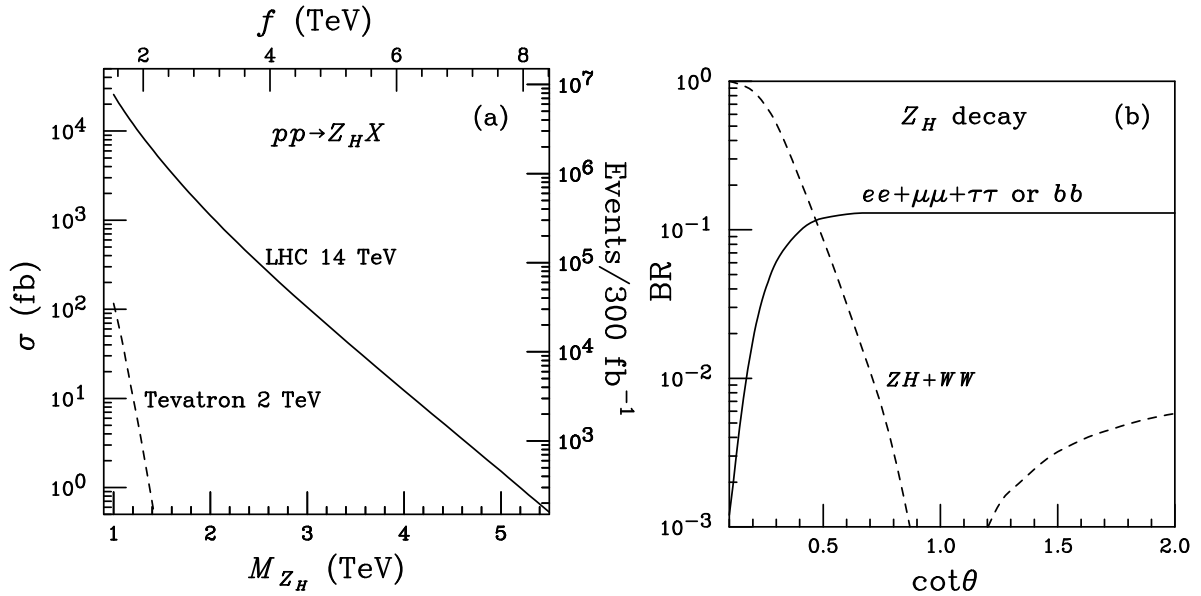 f (TeV)
2 4 6 8
(a)
pp→Z_H X
σ (fb)
10^4
10^3
10^2
10^1
10^0
LHC 14 TeV
Tevatron 2 TeV
10^7
10^6
10^5
10^4
10^3
Events/300 fb^−1
1 2 3 4 5
M_{Z_H} (TeV)
Z_H decay (b)
BR
10^0
10^−1
10^−2
10^−3
ee+μμ+ττ or bb
ZH+WW
0.5 1.0 1.5 2.0
cotθ